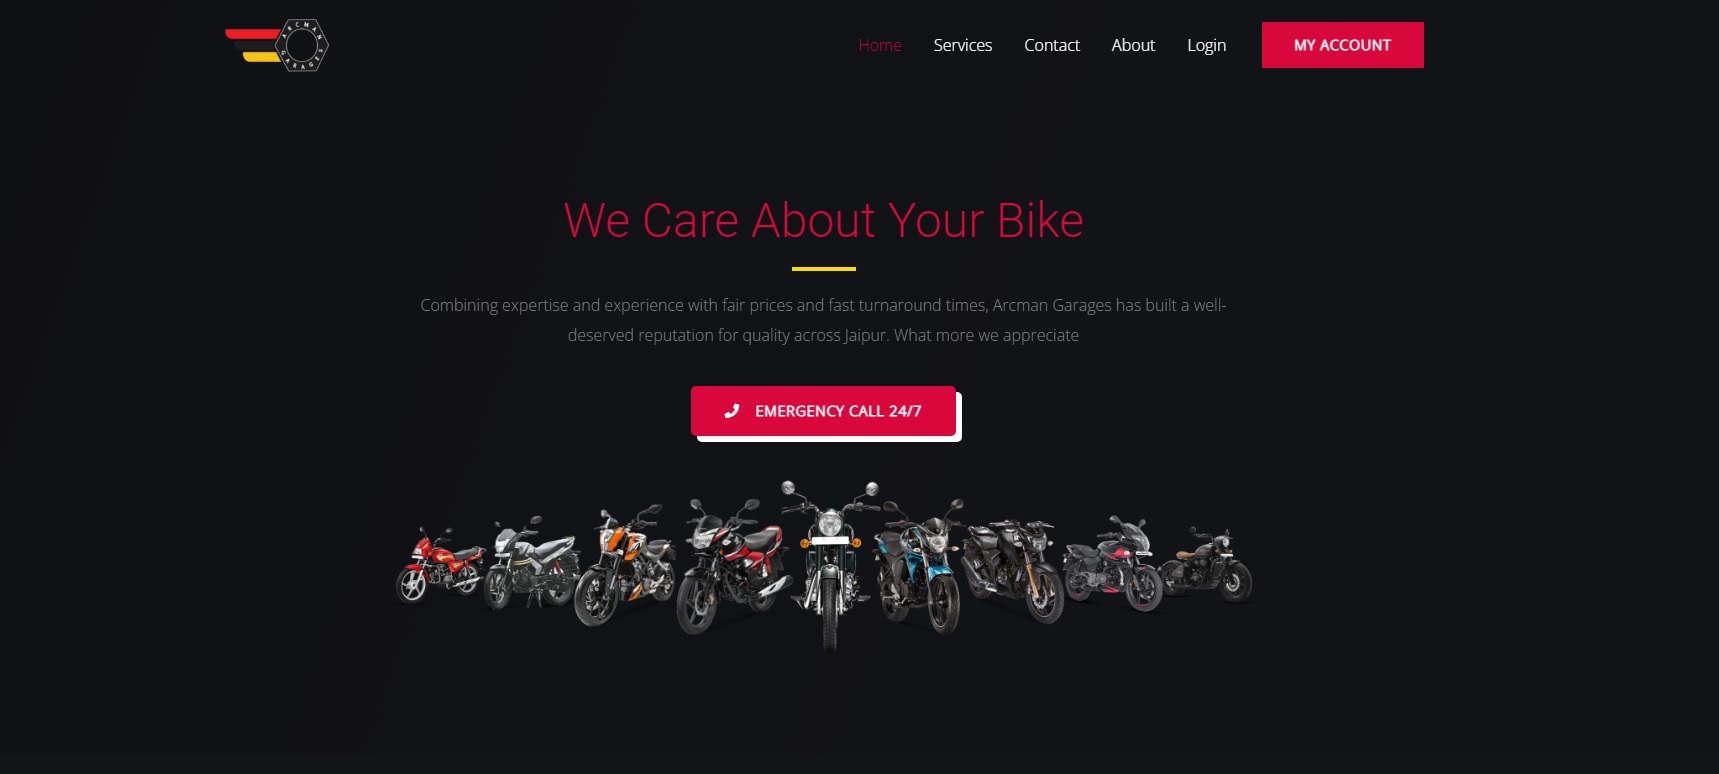 ARCMAN
GARAGES
Home
Services
Contact
About
Login
MY ACCOUNT
We Care About Your Bike
Combining expertise and experience with fair prices and fast turnaround times, Arcman Garages has built a well-
deserved reputation for quality across Jaipur. What more we appreciate
EMERGENCY CALL 24/7